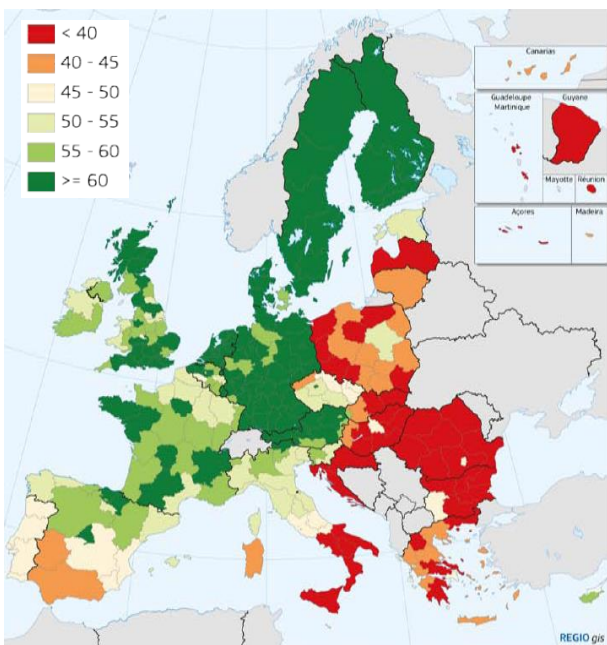 < 40
40 - 45
45 - 50
50 - 55
55 - 60
>= 60
Canarias
Guadeloupe
Martinique
Guyane
Mayotte
Réunion
Açores
Madeira
REGIO gis